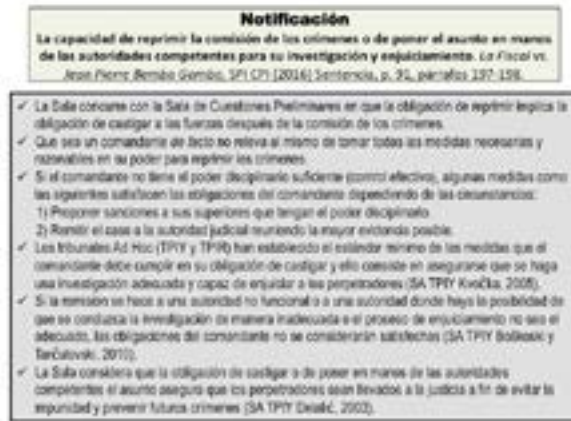 Notificación
La capacidad de reprimir la comisión de los crímenes o de poner el asunto en manos
de las autoridades competentes para su investigación y enjuiciamiento. La Fiscal vs.
Jean Pierre Bemba Gombo, SPI CPI (2016) Sentencia, p. 91, párrafos 197-198.
✓ La Sala concurre con la Sala de Cuestiones Preliminares en que la obligación de reprimir implica la
obligación de castigar a las fuerzas después de la comisión de los crímenes.
✓ Que sea un comandante de facto no releva al mismo de tomar todas las medidas necesarias y
razonables en su poder para reprimir los crímenes.
✓ Si el comandante no tiene el poder disciplinario suficiente (control efectivo), algunas medidas como
las siguientes satisfacen las obligaciones del comandante dependiendo de las circunstancias:
1) Proponer sanciones a sus superiores que tengan el poder disciplinario.
2) Remitir el caso a la autoridad judicial reuniendo la mayor evidencia posible.
✓ Los tribunales Ad Hoc (TPIY y TPIR) han establecido el estándar mínimo de las medidas que el
comandante debe cumplir en su obligación de castigar y ello consiste en asegurarse que se haga
una investigación adecuada y capaz de enjuiciar a los perpetradores (SA TPIY Kvočka, 2005).
✓ Si la remisión se hace a una autoridad no funcional o a una autoridad donde haya la posibilidad de
que se conduzca la investigación de manera inadecuada o el proceso de enjuiciamiento no sea el
adecuado, las obligaciones del comandante no se considerarán satisfechas (SA TPIY Boškoski y
Tarčulovski, 2010).
✓ La Sala considera que la obligación de castigar o de poner en manos de las autoridades
competentes el asunto asegura que los perpetradores sean llevados a la justicia a fin de evitar la
impunidad y prevenir futuros crímenes (SA TPIY Delalić, 2003).